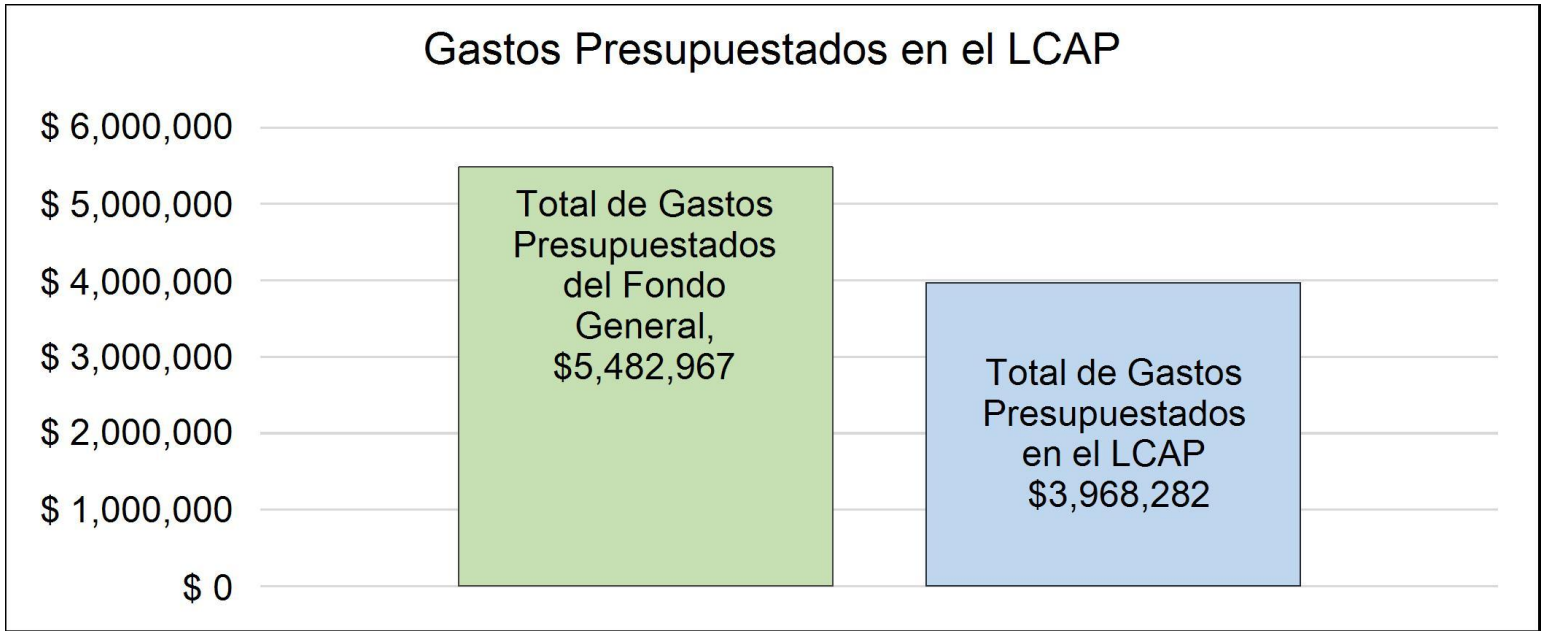 Gastos Presupuestados en el LCAP
$ 6,000,000
$ 5,000,000
$ 4,000,000
$ 3,000,000
$ 2,000,000
$ 1,000,000
$ 0
Total de Gastos
Presupuestados
del Fondo
General,
$5,482,967
Total de Gastos
Presupuestados
en el LCAP
$3,968,282